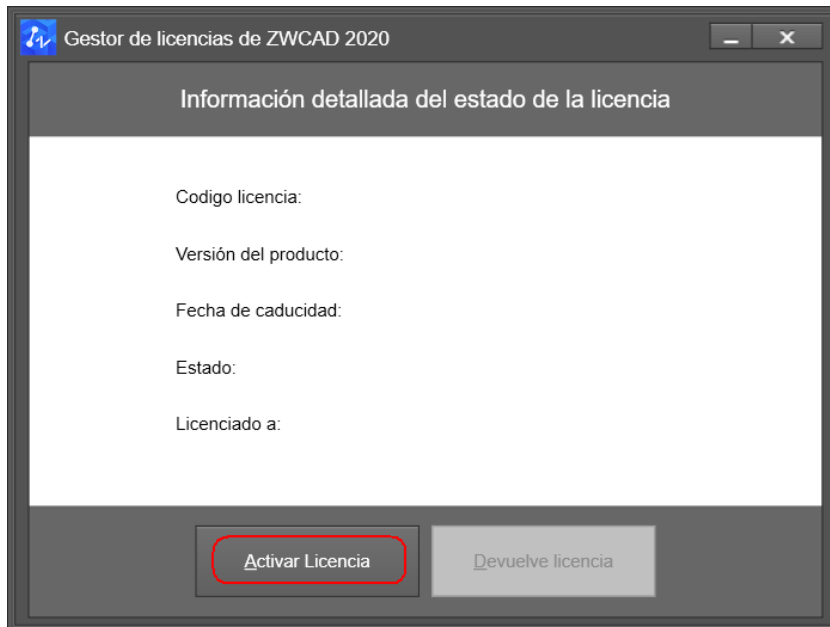 Gestor de licencias de ZWCAD 2020
Información detallada del estado de la licencia
Codigo licencia:
Versión del producto:
Fecha de caducidad:
Estado:
Licenciado a:
Activar Licencia
Devuelve licencia